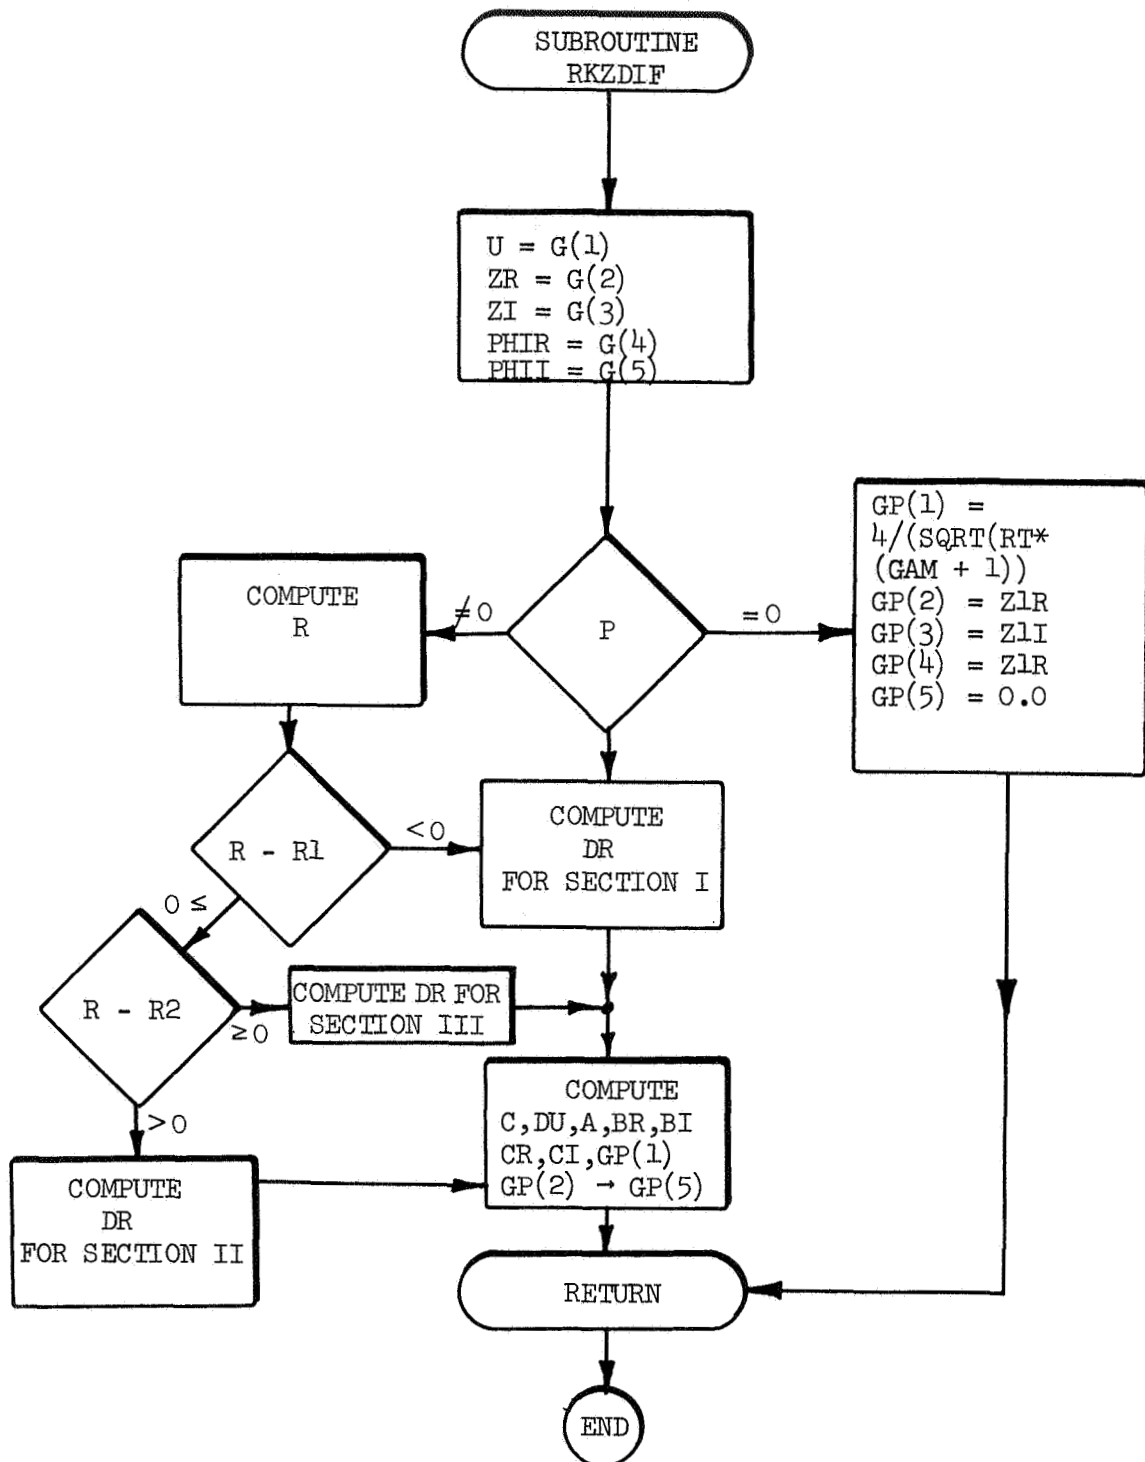 SUBROUTINE
RKZDIF
U = G(1)
ZR = G(2)
ZI = G(3)
PHIR = G(4)
PHII = G(5)
GP(1) =
4/(SQRT(RT*
(GAM + 1))
GP(2) = Z1R
GP(3) = Z1I
GP(4) = Z1R
GP(5) = 0.0
COMPUTE
R
≠0
P
=0
R - R1
<0
COMPUTE
DR
FOR SECTION I
0 ≤
R - R2
≥0
COMPUTE DR FOR
SECTION III
>0
COMPUTE
DR
FOR SECTION II
COMPUTE
C,DU,A,BR,BI
CR,CI,GP(1)
GP(2) → GP(5)
RETURN
END